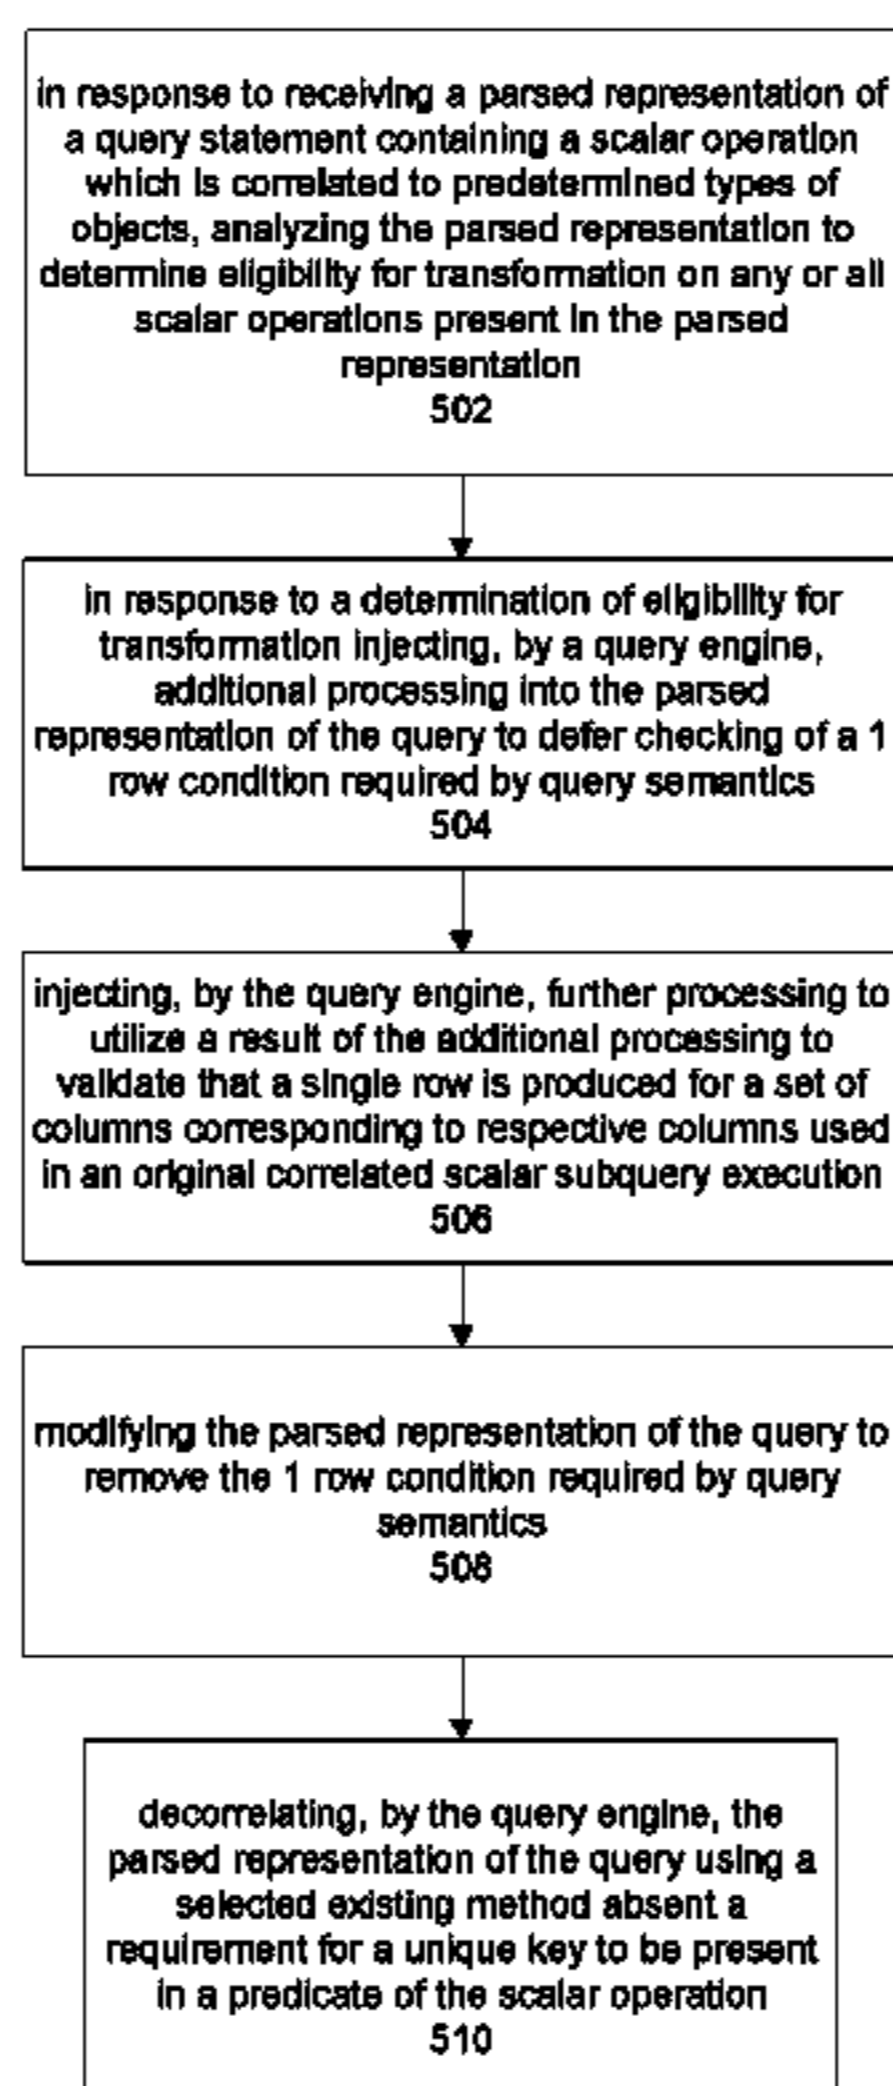 in response to receiving a parsed representation of
a query statement containing a scalar operation
which is correlated to predetermined types of
objects, analyzing the parsed representation to
determine eligibility for transformation on any or all
scalar operations present in the parsed
representation
502
in response to a determination of eligibility for
transformation injecting, by a query engine,
additional processing into the parsed
representation of the query to defer checking of a 1
row condition required by query semantics
504
injecting, by the query engine, further processing to
utilize a result of the additional processing to
validate that a single row is produced for a set of
columns corresponding to respective columns used
in an original correlated scalar subquery execution
506
modifying the parsed representation of the query to
remove the 1 row condition required by query
semantics
508
decorrelating, by the query engine, the
parsed representation of the query using a
selected existing method absent a
requirement for a unique key to be present
in a predicate of the scalar operation
510